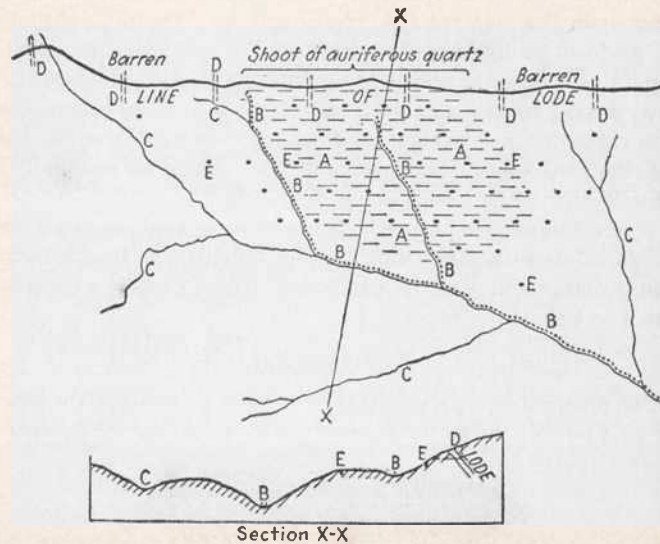 X
Barren D Shoot of auriferous quartz Barren
D D LINE C B D OF D D LODE D
C B A A
E E B E
C A C
B B E
B
C
X
C B E B E D LODE
Section X-X